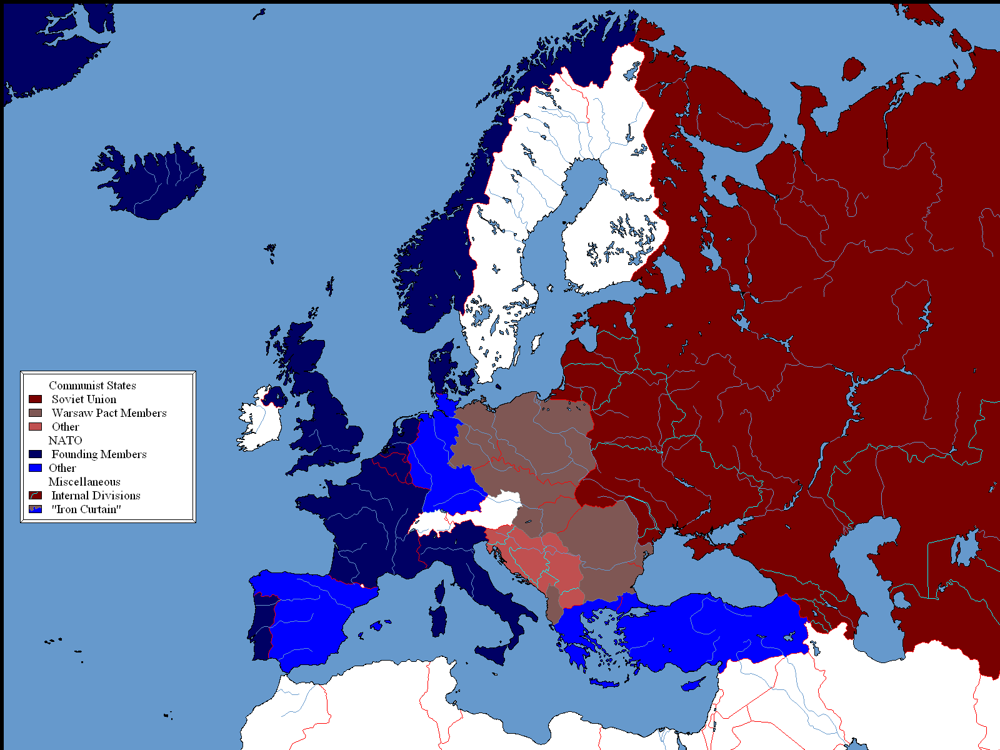 Communist States
Soviet Union
Warsaw Pact Members
Other
NATO
Founding Members
Other
Miscellaneous
Internal Divisions
"Iron Curtain"